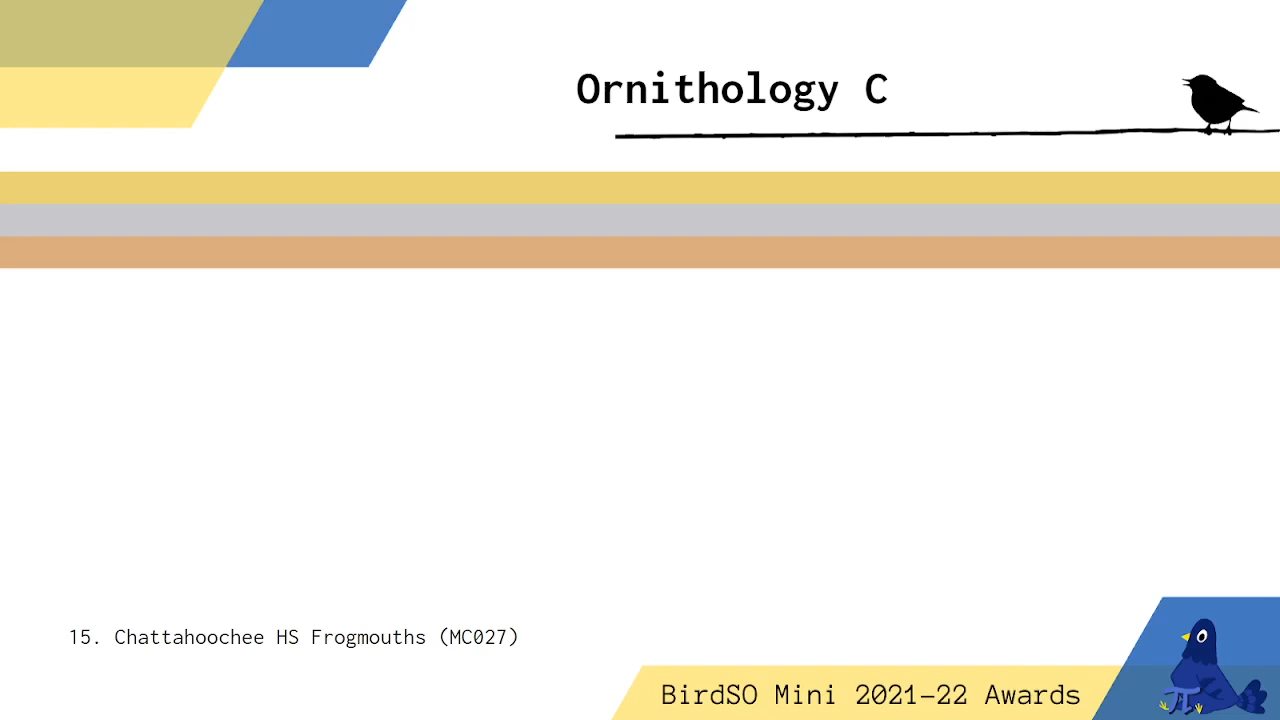 Ornithology C
15. Chattahoochee HS Frogmouths (MC027)
BirdSO Mini 2021–22 Awards
π